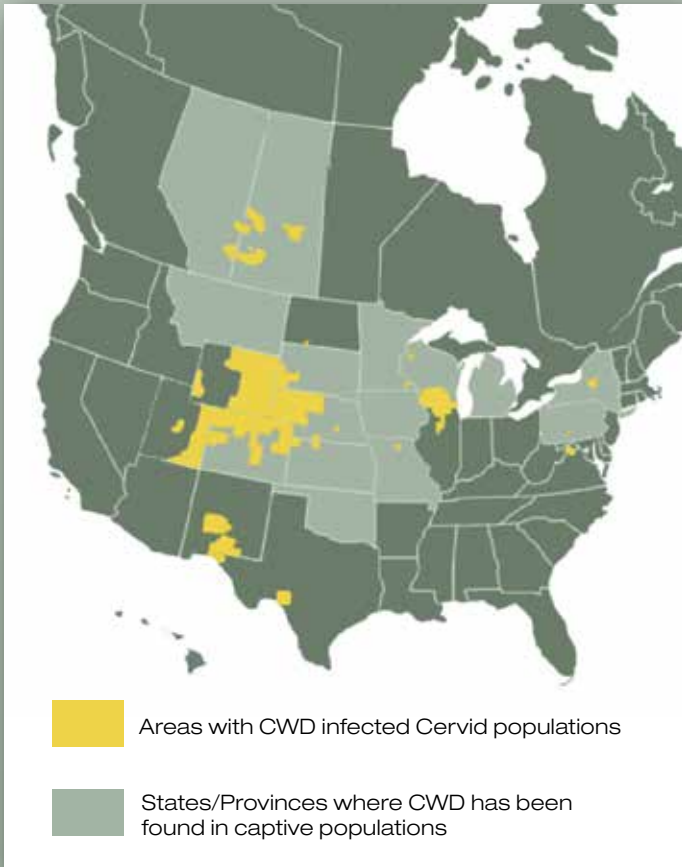 Areas with CWD infected Cervid populations
States/Provinces where CWD has been
found in captive populations